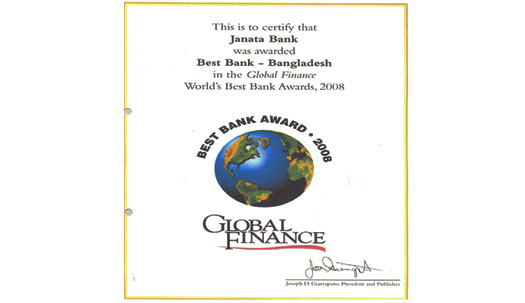 This is to certify that
Janata Bank
was awarded
Best Bank – Bangladesh
in the Global Finance
World's Best Bank Awards, 2008
BEST BANK AWARD • 2008
GLOBAL
FINANCE
Joseph D. Giarraputo, President and Publisher